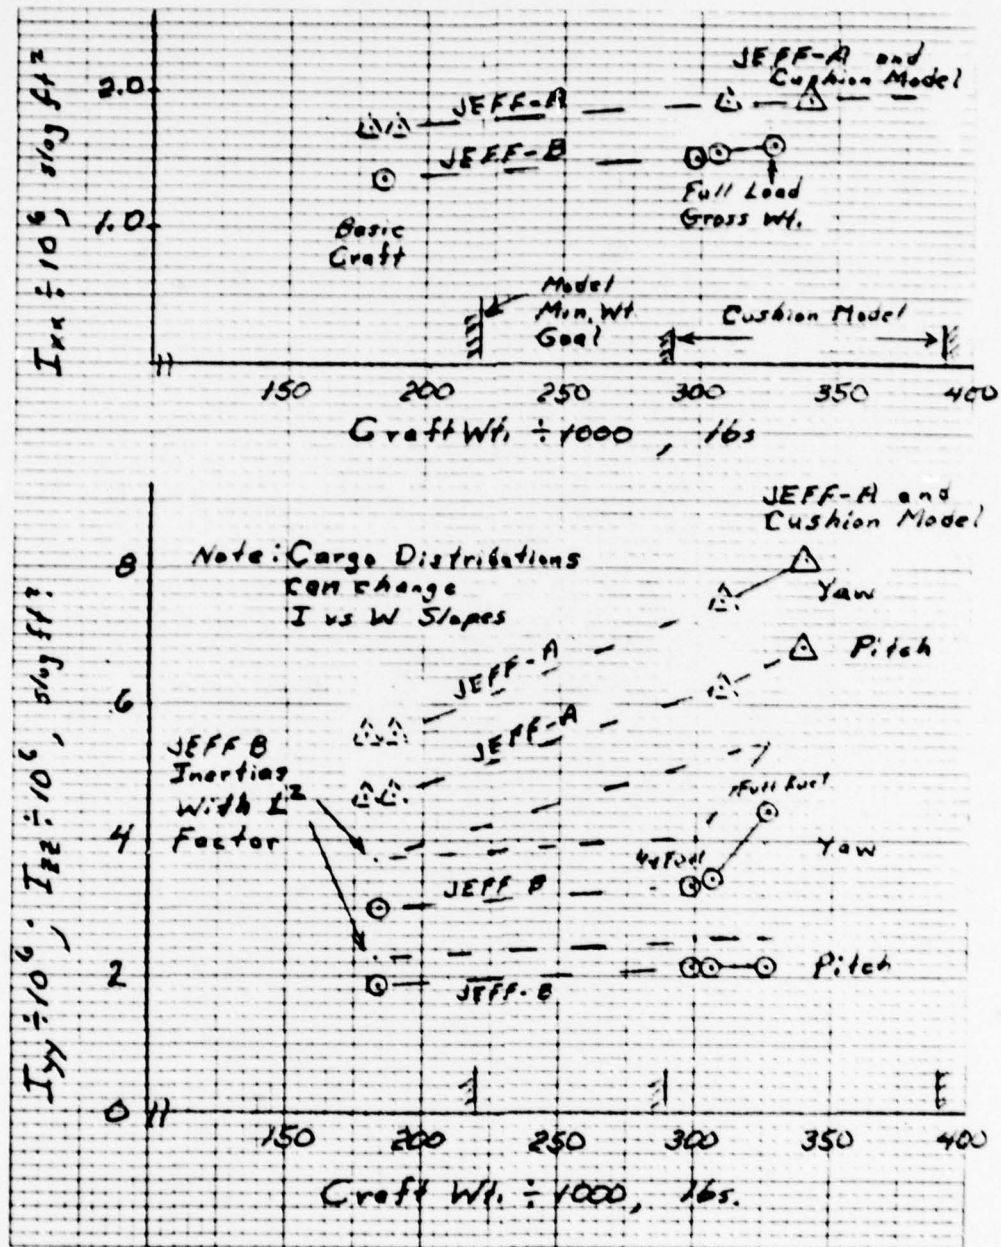 JEFF-A and
Cushion Model
2.0
JEFF-A
JEFF-B
Full Load
Gross Wt.
1.0
Basic
Craft
Model
Min. Wt.
Goal
Cushion Model
Ixx ÷ 10⁶, slug ft²
150 200 250 300 350 400
Craft Wt. ÷ 1000, lbs
JEFF-A and
Cushion Model
8
Note: Cargo Distributions
can change
I vs W Slopes
Yaw
JEFF-A
Pitch
6
JEFF-A
JEFF B
Inertias
With L²
Factor
Full Fuel
4
Yaw
JEFF B
2
Pitch
JEFF-B
Iyy ÷ 10⁶, Izz ÷ 10⁶, slug ft²
0
150 200 250 300 350 400
Craft Wt. ÷ 1000, lbs.